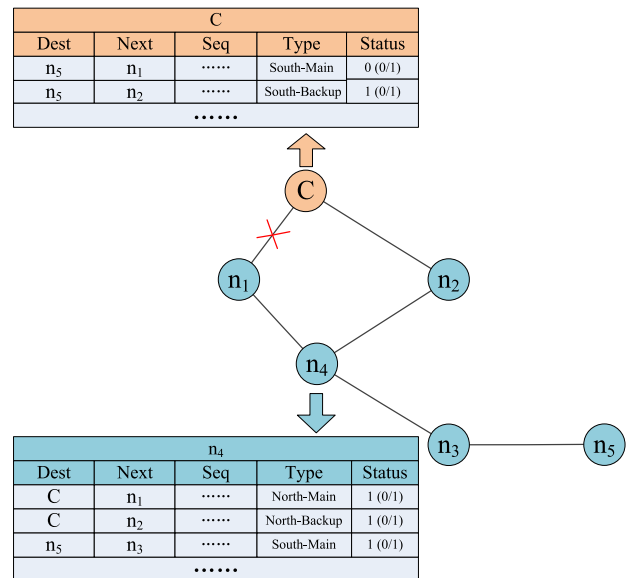 C
Dest Next Seq Type Status
n₅ n₁ ...... South-Main 0 (0/1)
n₅ n₂ ...... South-Backup 1 (0/1)
......
C
n₁ n₂
n₄
n₃ n₅
n₄
Dest Next Seq Type Status
C n₁ ...... North-Main 1 (0/1)
C n₂ ...... North-Backup 1 (0/1)
n₅ n₃ ...... South-Main 1 (0/1)
......